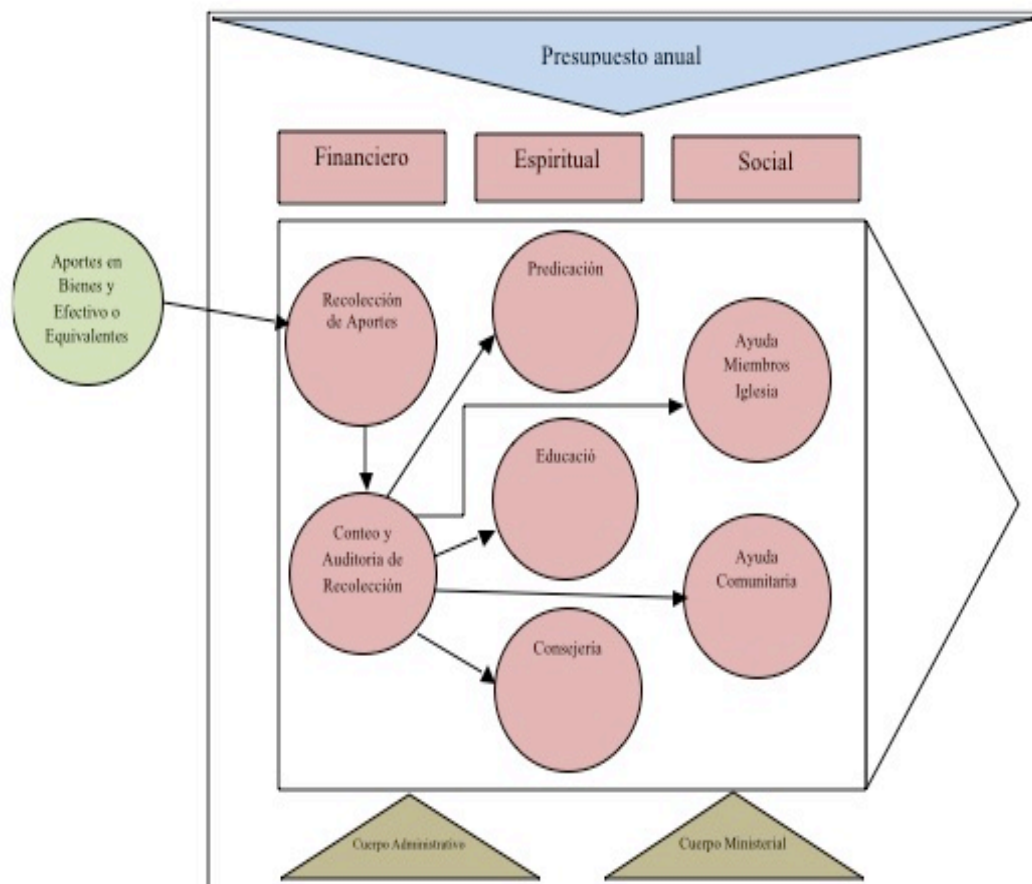 Presupuesto anual
Financiero
Espiritual
Social
Aportes en
Bienes y
Efectivo o
Equivalentes
Recolección
de Aportes
Predicación
Ayuda
Miembros
Iglesia
Educació
Conteo y
Auditoria de
Recolección
Ayuda
Comunitaria
Consejeria
Cuerpo Administrativo
Cuerpo Ministerial